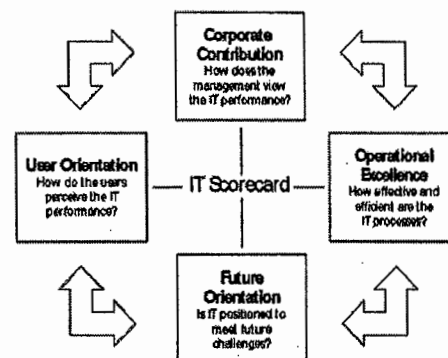 Corporate
Contribution
How does the
management view
the IT performance?
User Orientation
How do the users
perceive the IT
performance?
IT Scorecard
Operational
Excellence
How effective and
efficient are the
IT processes?
Future
Orientation
Is IT positioned to
meet future
challenges?